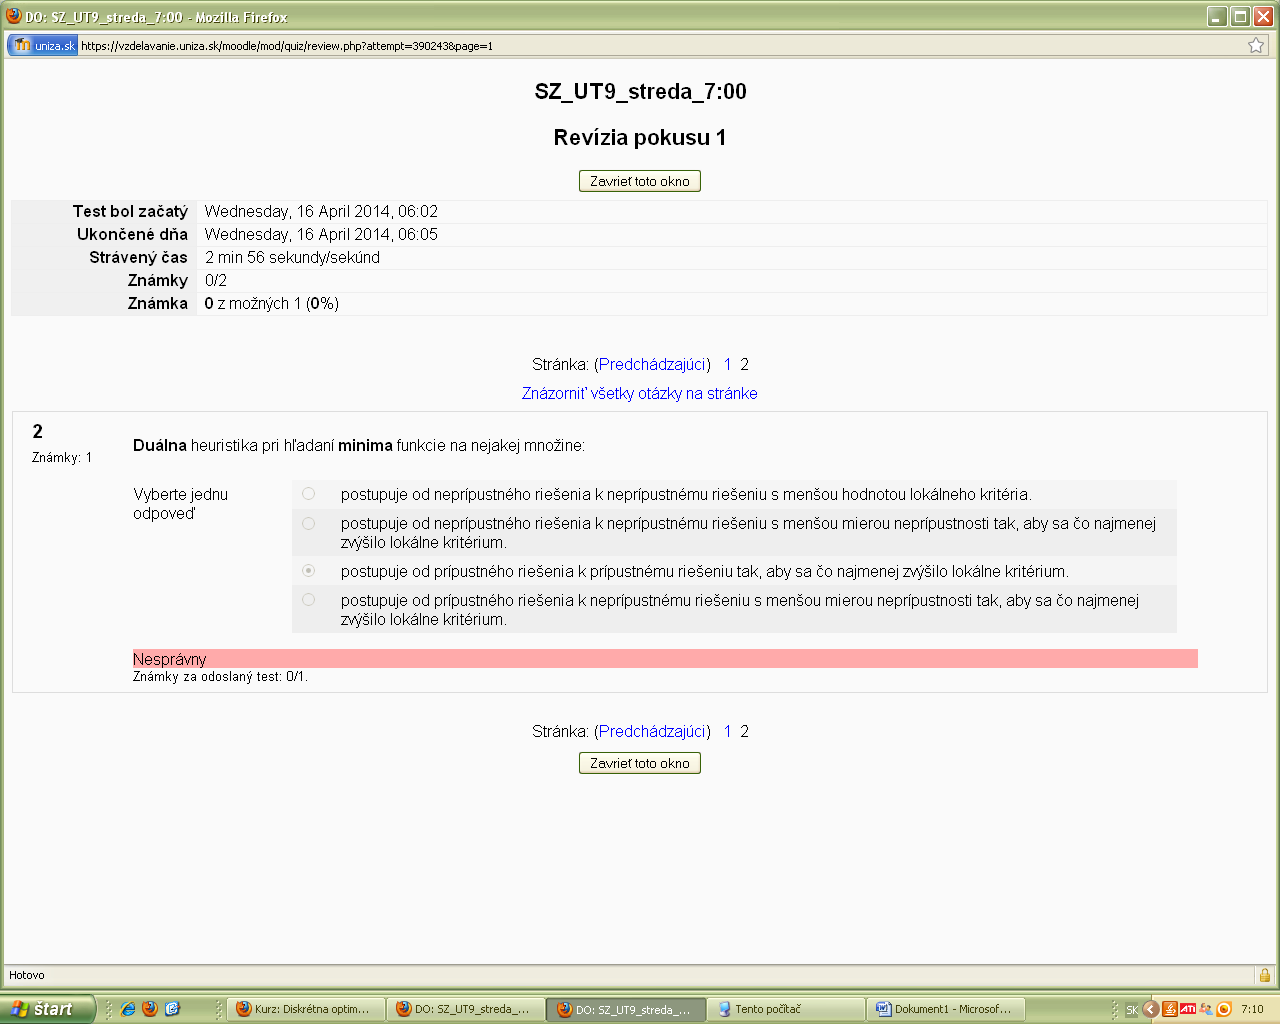 DO: SZ_UT9_streda_7:00 - Mozilla Firefox
uniza.sk https://vzdelavanie.uniza.sk/moodle/mod/quiz/review.php?attempt=390243&page=1
SZ_UT9_streda_7:00
Revízia pokusu 1
Zavrieť toto okno
Test bol začatý Wednesday, 16 April 2014, 06:02
Ukončené dňa Wednesday, 16 April 2014, 06:05
Strávený čas 2 min 56 sekundy/sekúnd
Známky 0/2
Známka 0 z možných 1 (0%)
Stránka: (Predchádzajúci) 1 2
Znázorniť všetky otázky na stránke
2
Známky: 1
Duálna heuristika pri hľadaní minima funkcie na nejakej množine:
Vyberte jednu
odpoveď
postupuje od neprípustného riešenia k neprípustnému riešeniu s menšou hodnotou lokálneho kritéria.
postupuje od neprípustného riešenia k neprípustnému riešeniu s menšou mierou neprípustnosti tak, aby sa čo najmenej
zvýšilo lokálne kritérium.
postupuje od prípustného riešenia k prípustnému riešeniu tak, aby sa čo najmenej zvýšilo lokálne kritérium.
postupuje od prípustného riešenia k neprípustnému riešeniu s menšou mierou neprípustnosti tak, aby sa čo najmenej
zvýšilo lokálne kritérium.
Nesprávny
Známky za odoslaný test: 0/1.
Stránka: (Predchádzajúci) 1 2
Zavrieť toto okno
Hotovo
štart Kurz: Diskrétna optim... DO: SZ_UT9_streda_7... DO: SZ_UT9_streda_... Tento počítač Dokument1 - Microsof... SK ATI 7:10